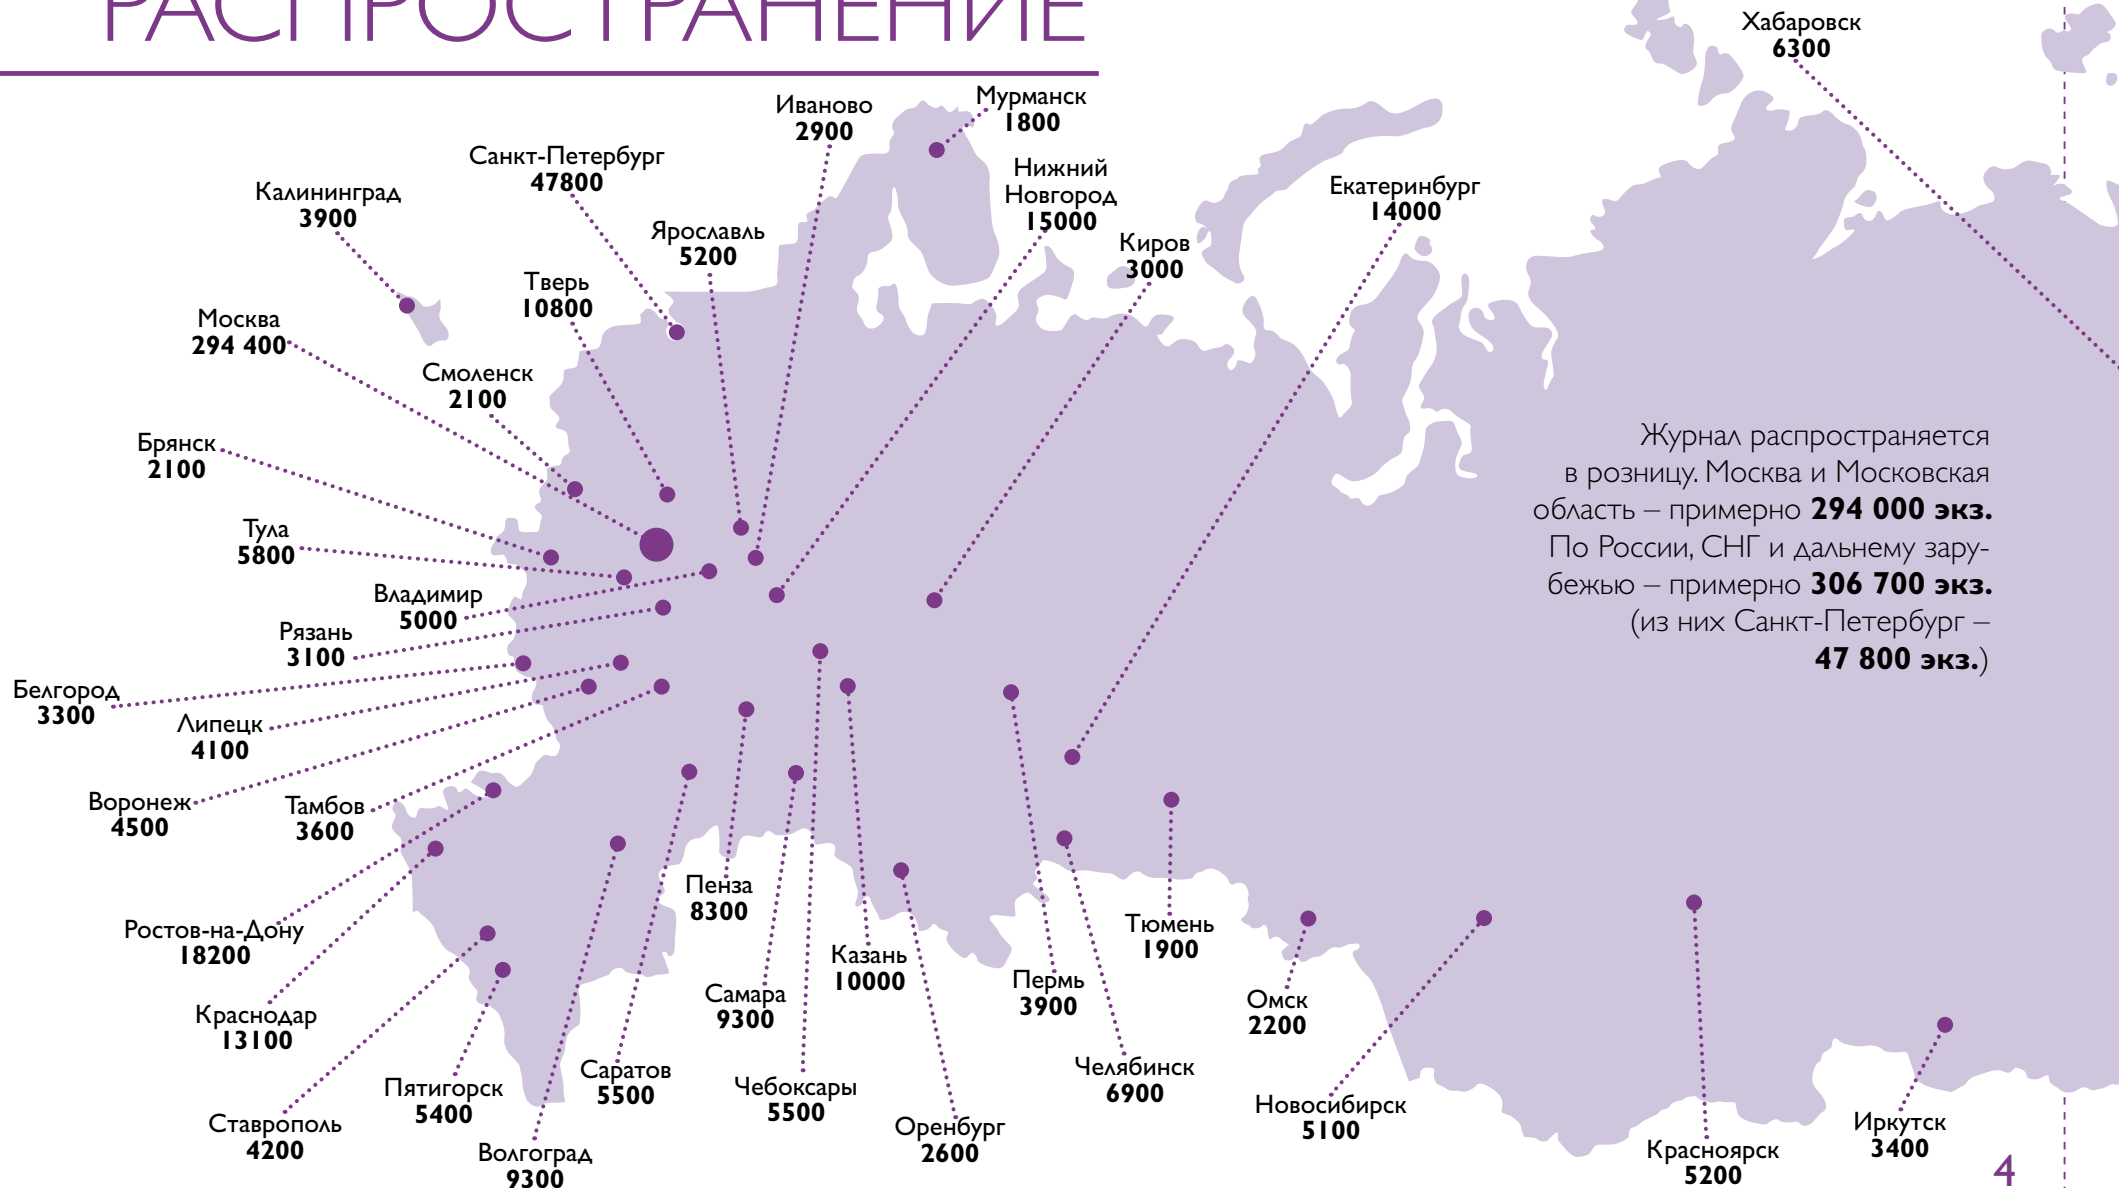 РАСПРОСТРАНЕНИЕ
Хабаровск
6300
Иваново
2900
Мурманск
1800
Санкт-Петербург
47800
Нижний
Новгород
15000
Калининград
3900
Екатеринбург
14000
Ярославль
5200
Киров
3000
Тверь
10800
Москва
294 400
Смоленск
2100
Брянск
2100
Тула
5800
Владимир
5000
Рязань
3100
Белгород
3300
Липецк
4100
Воронеж
4500
Тамбов
3600
Журнал распространяется
в розницу. Москва и Московская
область – примерно 294 000 экз.
По России, СНГ и дальнему зару-
бежью – примерно 306 700 экз.
(из них Санкт-Петербург –
47 800 экз.)
Ростов-на-Дону
18200
Краснодар
13100
Ставрополь
4200
Пятигорск
5400
Волгоград
9300
Саратов
5500
Пенза
8300
Самара
9300
Чебоксары
5500
Казань
10000
Оренбург
2600
Пермь
3900
Челябинск
6900
Тюмень
1900
Омск
2200
Новосибирск
5100
Красноярск
5200
Иркутск
3400
4